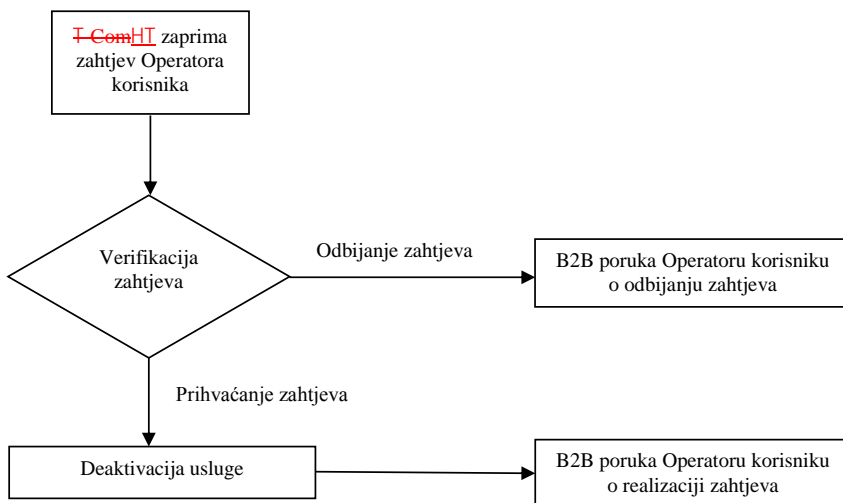 T-ComHT zaprima
zahtjev Operatora
korisnika
Verifikacija
zahtjeva
Odbijanje zahtjeva
B2B poruka Operatoru korisniku
o odbijanju zahtjeva
Prihvaćanje zahtjeva
Deaktivacija usluge
B2B poruka Operatoru korisniku
o realizaciji zahtjeva